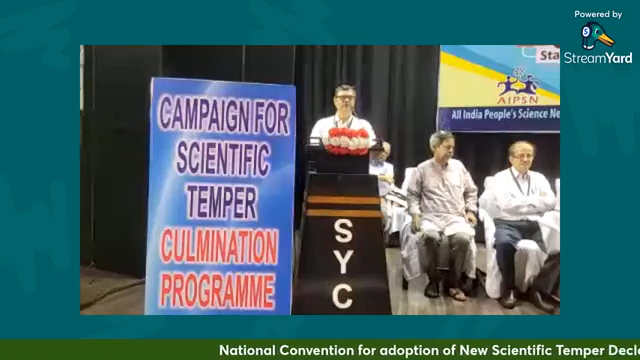 Powered by
StreamYard
Sta
AIPSN
All India People's Science Ne
CAMPAIGN FOR
SCIENTIFIC
TEMPER
CULMINATION
PROGRAMME
S
Y
C
National Convention for adoption of New Scientific Temper Decl